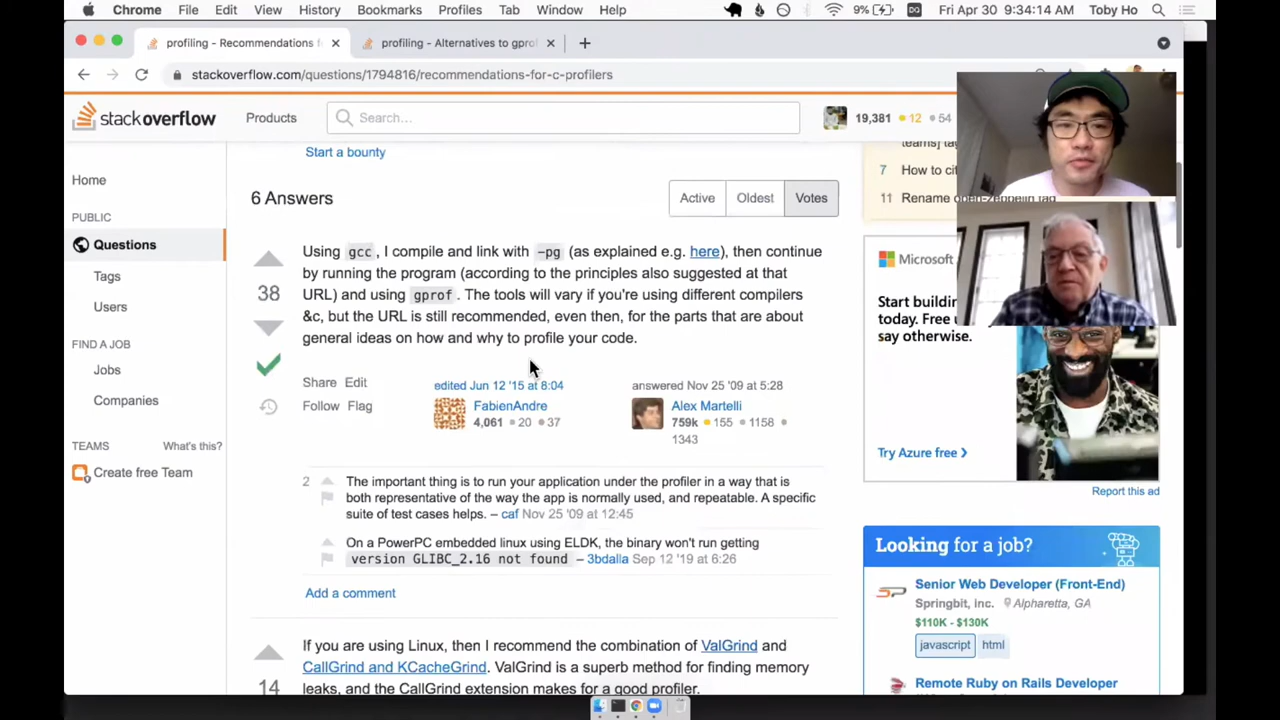 Chrome File Edit View History Bookmarks Profiles Tab Window Help 9% Fri Apr 30 9:34:14 AM Toby Ho
profiling - Recommendations f profiling - Alternatives to gprof
stackoverflow.com/questions/1794816/recommendations-for-c-profilers
stackoverflow Products Search... 19,381 12 54
Start a bounty
teams] tag
7 How to cit
11 Rename open-zeppelin tag
Home
PUBLIC
Questions
Tags
Users
FIND A JOB
Jobs
Companies
TEAMS What's this?
Create free Team
6 Answers Active Oldest Votes
38
Using gcc, I compile and link with -pg (as explained e.g. here), then continue
by running the program (according to the principles also suggested at that
URL) and using gprof. The tools will vary if you're using different compilers
&c, but the URL is still recommended, even then, for the parts that are about
general ideas on how and why to profile your code.
Share Edit
Follow Flag
edited Jun 12 '15 at 8:04
FabienAndre
4,061 20 37
answered Nov 25 '09 at 5:28
Alex Martelli
759k 155 1158
1343
2 The important thing is to run your application under the profiler in a way that is
both representative of the way the app is normally used, and repeatable. A specific
suite of test cases helps. – caf Nov 25 '09 at 12:45
On a PowerPC embedded linux using ELDK, the binary won't run getting
version GLIBC_2.16 not found – 3bdalla Sep 12 '19 at 6:26
Add a comment
14
If you are using Linux, then I recommend the combination of ValGrind and
CallGrind and KCacheGrind. ValGrind is a superb method for finding memory
leaks, and the CallGrind extension makes for a good profiler.
Microsoft
Start buildin
today. Free
say otherwise.
Try Azure free
Report this ad
Looking for a job?
Senior Web Developer (Front-End)
Springbit, inc. Alpharetta, GA
$110K - $130K
javascript html
Remote Ruby on Rails Developer